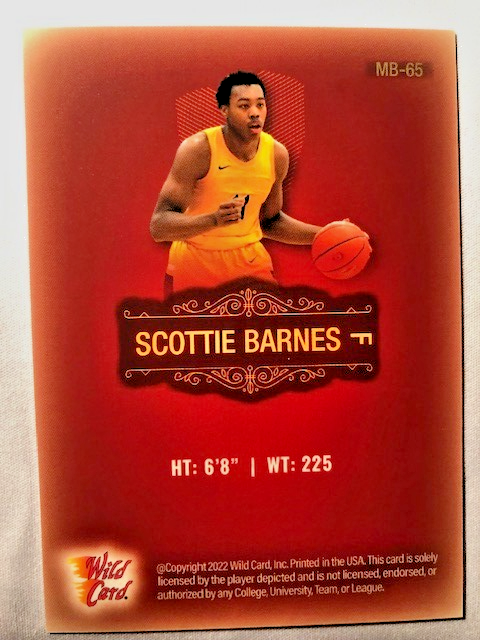 MB-65
SCOTTIE BARNES F
HT: 6'8" | WT: 225
Wild
Card
@Copyright 2022 Wild Card, Inc. Printed in the USA. This card is solely
licensed by the player depicted and is not licensed, endorsed, or
authorized by any College, University, Team, or League.